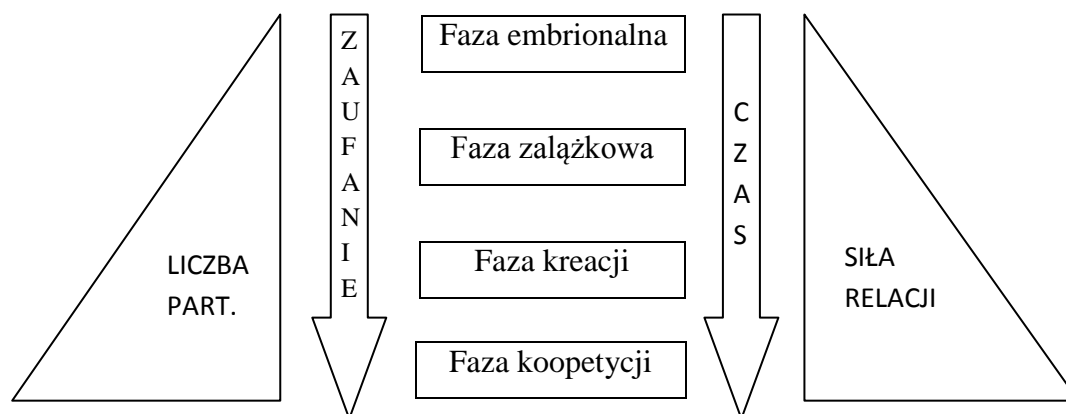 Faza embrionalna
Faza zalążkowa
Faza kreacji
Faza koopetycji
ZAUFANIE
CZAS
LICZBA
PART.
SIŁA
RELACJI